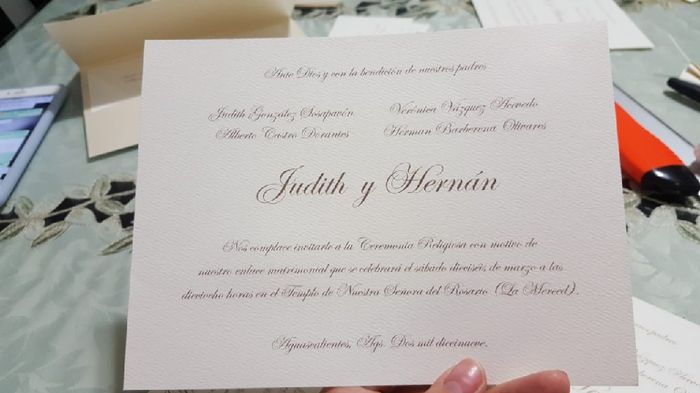 Ante Dios y con la bendición de nuestros padres
Judith González Sosapavón
Alberto Castro Dorantes
Verónica Vázquez Acevedo
Hérman Barberena Olivares
Judith y Hernán
Nos complace invitarlo a la Ceremonia Religiosa con motivo de
nuestro enlace matrimonial que se celebrará el sábado dieciséis de marzo a las
dieciocho horas en el Templo de Nuestra Señora del Rosario (La Merced).
Aguascalientes, Ags. Dos mil diecinueve.